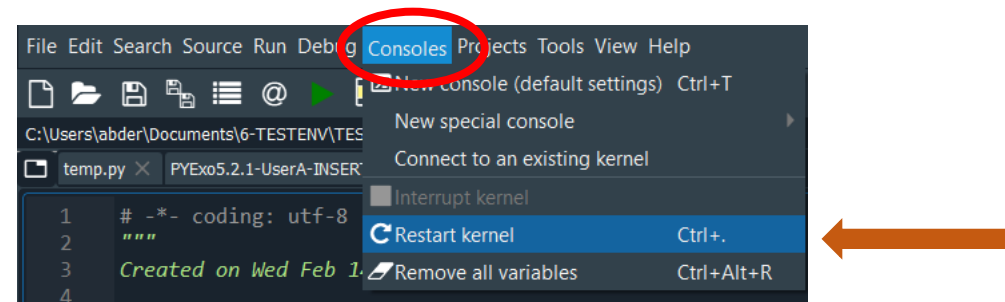 File Edit Search Source Run Debug Consoles Projects Tools View Help
New console (default settings) Ctrl+T
New special console
Connect to an existing kernel
Interrupt kernel
Restart kernel Ctrl+.
Remove all variables Ctrl+Alt+R
C:\Users\abder\Documents\6-TESTENV\TES
temp.py PYExo5.2.1-UserA-INSER
1 # -*- coding: utf-8
2 """
3 Created on Wed Feb 14
4